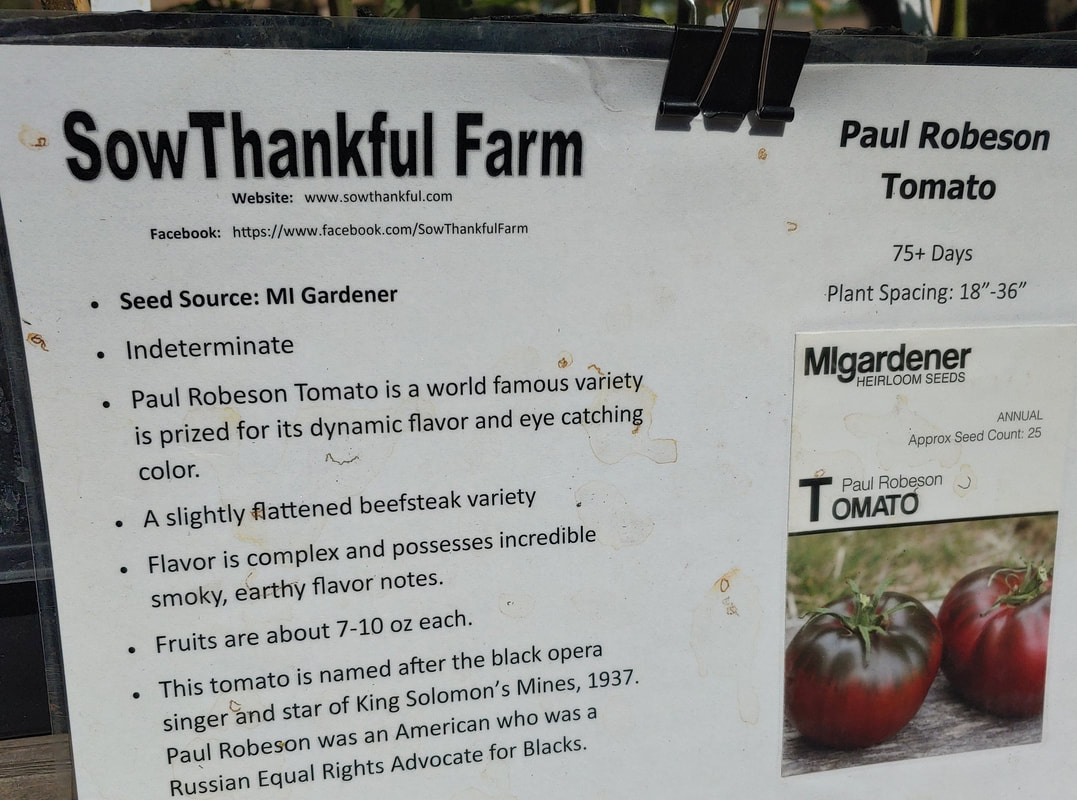 SowThankful Farm
Website: www.sowthankful.com
Facebook: https://www.facebook.com/SowThankfulFarm
• Seed Source: MI Gardener
• Indeterminate
• Paul Robeson Tomato is a world famous variety
is prized for its dynamic flavor and eye catching
color.
• A slightly flattened beefsteak variety
• Flavor is complex and possesses incredible
smoky, earthy flavor notes.
• Fruits are about 7-10 oz each.
• This tomato is named after the black opera
singer and star of King Solomon's Mines, 1937.
Paul Robeson was an American who was a
Russian Equal Rights Advocate for Blacks.
Paul Robeson
Tomato
75+ Days
Plant Spacing: 18”-36”
MIgardener
HEIRLOOM SEEDS
ANNUAL
Approx Seed Count: 25
Paul Robeson
TOMATO